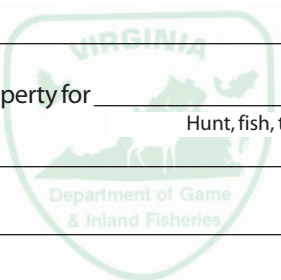 VIRGINIA
perty for
Hunt, fish, t
Department of Game
& Inland Fisheries